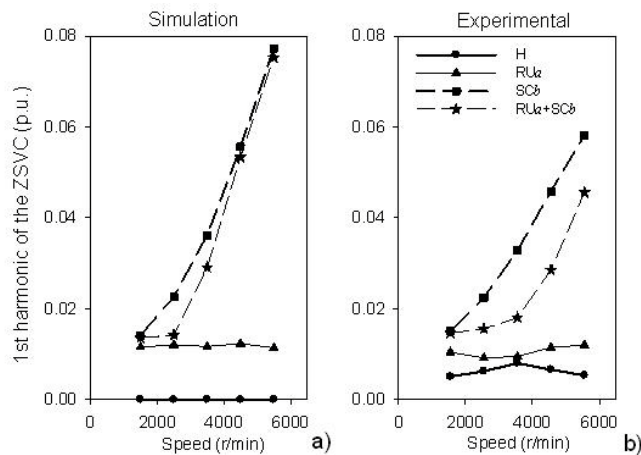 Simulation
Experimental
1st harmonic of the ZSVC (p.u.)
0.08
0.06
0.04
0.02
0.00
0 2000 4000 6000
Speed (r/min)
a)
0.08
0.06
0.04
0.02
0.00
0 2000 4000 6000
Speed (r/min)
b)
H
RUa
SCb
RUa+SCb